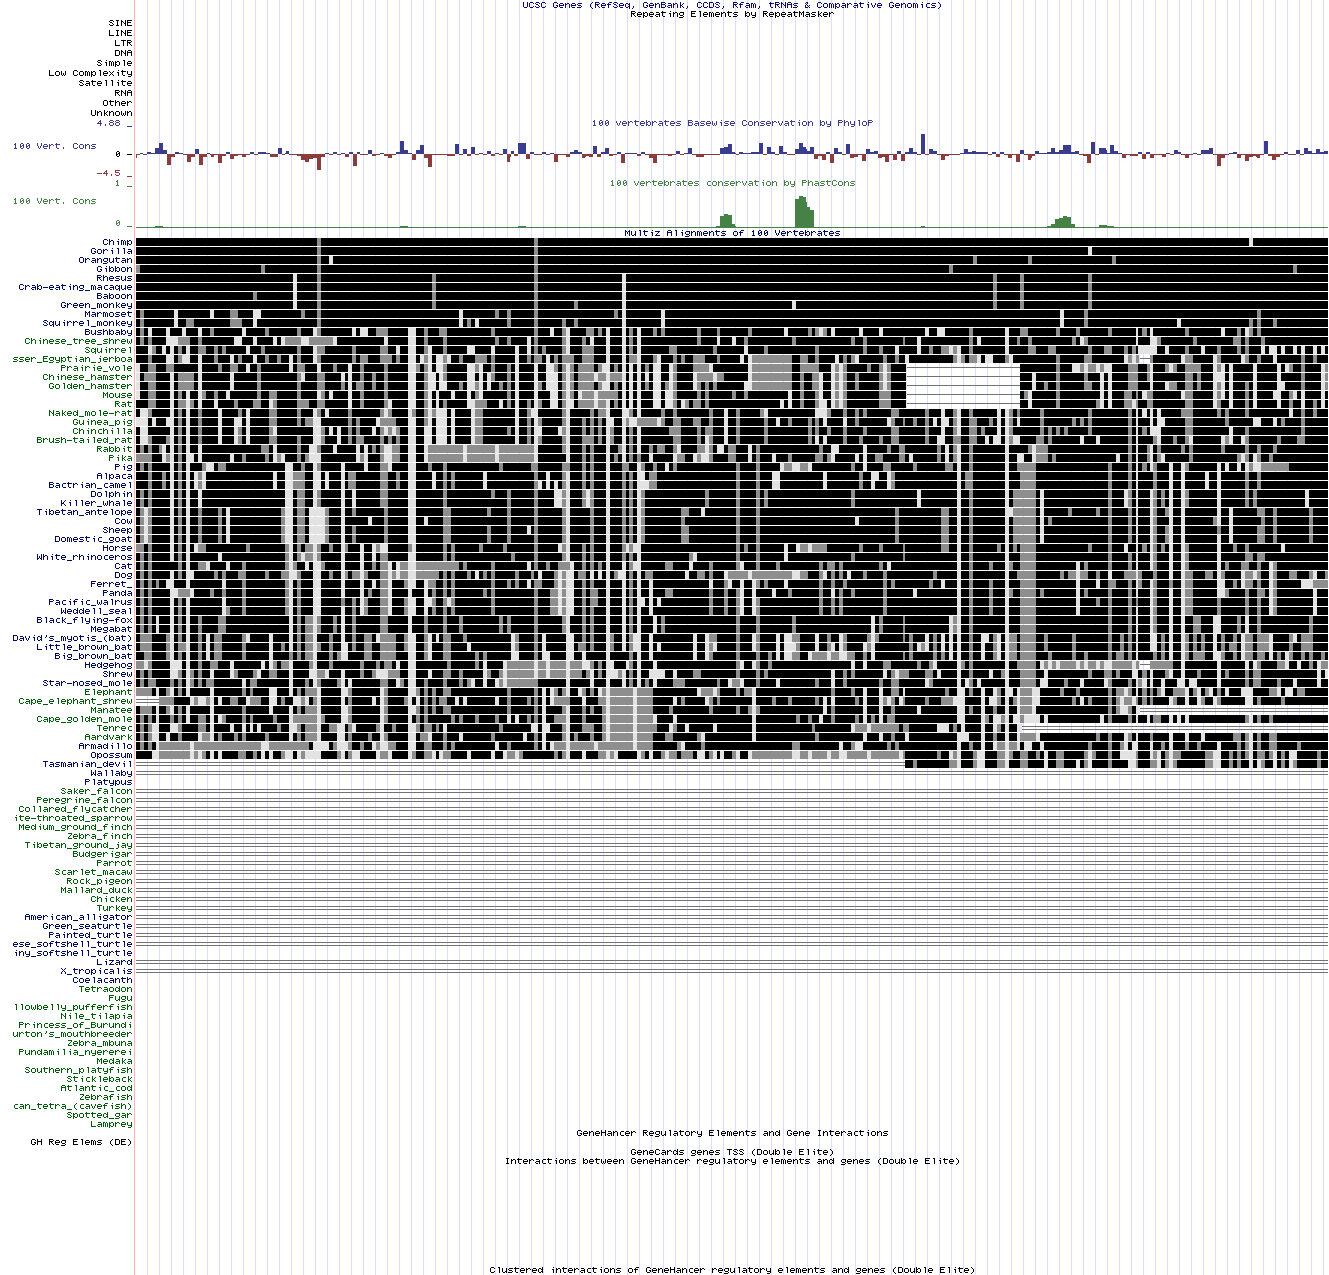 UCSC Genes (RefSeq, GenBank, CCDS, Rfam, tRNAs & Comparative Genomics)
Repeating Elements by RepeatMasker
SINE
LINE
LTR
DNA
Simple
Low Complexity
Satellite
RNA
Other
Unknown
4.88 _
100 vertebrates Basewise Conservation by PhyloP
100 Vert. Cons
0 -
-4.5 _
1 _
100 vertebrates conservation by PhastCons
100 Vert. Cons
0 _
Multiz Alignments of 100 Vertebrates
Chimp
Gorilla
Orangutan
Gibbon
Rhesus
Crab-eating_macaque
Baboon
Green_monkey
Marmoset
Squirrel_monkey
Bushbaby
Chinese_tree_shrew
Squirrel
sser_Egyptian_jerboa
Prairie_vole
Chinese_hamster
Golden_hamster
Mouse
Rat
Naked_mole-rat
Guinea_pig
Chinchilla
Brush-tailed_rat
Rabbit
Pika
Pig
Alpaca
Bactrian_camel
Dolphin
Killer_whale
Tibetan_antelope
Cow
Sheep
Domestic_goat
Horse
White_rhinoceros
Cat
Dog
Ferret_
Panda
Pacific_walrus
Weddell_seal
Black_flying-fox
Megabat
David's_myotis_(bat)
Little_brown_bat
Big_brown_bat
Hedgehog
Shrew
Star-nosed_mole
Elephant
Cape_elephant_shrew
Manatee
Cape_golden_mole
Tenrec
Aardvark
Armadillo
Opossum
Tasmanian_devil
Wallaby
Platypus
Saker_falcon
Peregrine_falcon
Collared_flycatcher
ite-throated_sparrow
Medium_ground_finch
Zebra_finch
Tibetan_ground_jay
Budgerigar
Parrot
Scarlet_macaw
Rock_pigeon
Mallard_duck
Chicken
Turkey
American_alligator
Green_seaturtle
Painted_turtle
ese_softshell_turtle
iny_softshell_turtle
Lizard
X_tropicalis
Coelacanth
Tetraodon
Fugu
llowbelly_pufferfish
Nile_tilapia
Princess_of_Burundi
urton's_mouthbreeder
Zebra_mbuna
Pundamilia_nyererei
Medaka
Southern_platyfish
Stickleback
Atlantic_cod
Zebrafish
can_tetra_(cavefish)
Spotted_gar
Lamprey
GeneHancer Regulatory Elements and Gene Interactions
GH Reg Elems (DE)
GeneCards genes TSS (Double Elite)
Interactions between GeneHancer regulatory elements and genes (Double Elite)
Clustered interactions of GeneHancer regulatory elements and genes (Double Elite)